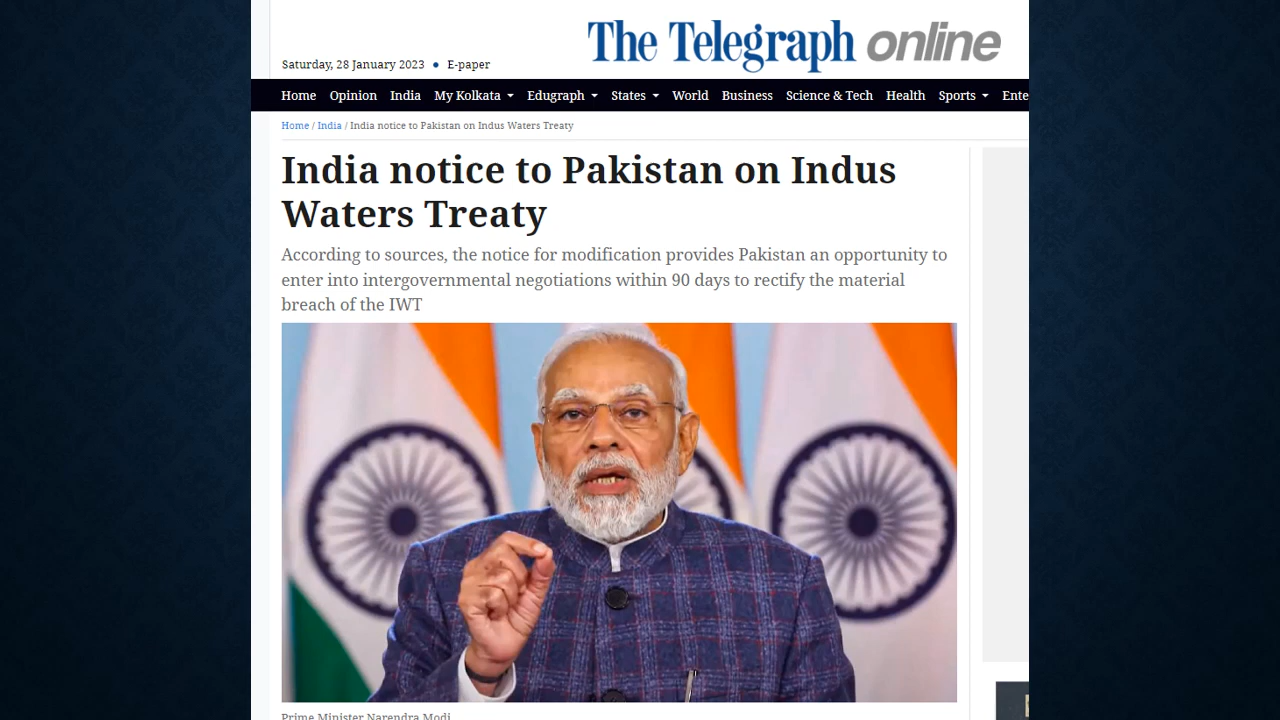 The Telegraph online
Saturday, 28 January 2023 • E-paper
Home Opinion India My Kolkata Edugraph States World Business Science & Tech Health Sports Ente
Home / India / India notice to Pakistan on Indus Waters Treaty
India notice to Pakistan on Indus
Waters Treaty
According to sources, the notice for modification provides Pakistan an opportunity to
enter into intergovernmental negotiations within 90 days to rectify the material
breach of the IWT
Prime Minister Narendra Modi